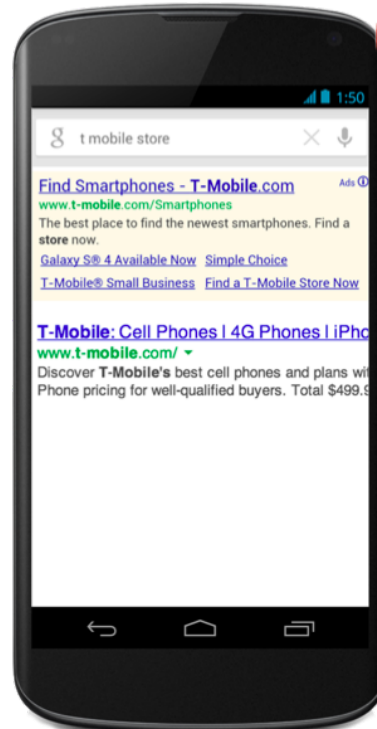 1:50
g t mobile store
Find Smartphones - T-Mobile.com Ads
www.t-mobile.com/Smartphones
The best place to find the newest smartphones. Find a
store now.
Galaxy S® 4 Available Now Simple Choice
T-Mobile® Small Business Find a T-Mobile Store Now
T-Mobile: Cell Phones | 4G Phones | iPho
www.t-mobile.com/
Discover T-Mobile's best cell phones and plans wit
Phone pricing for well-qualified buyers. Total $499.9